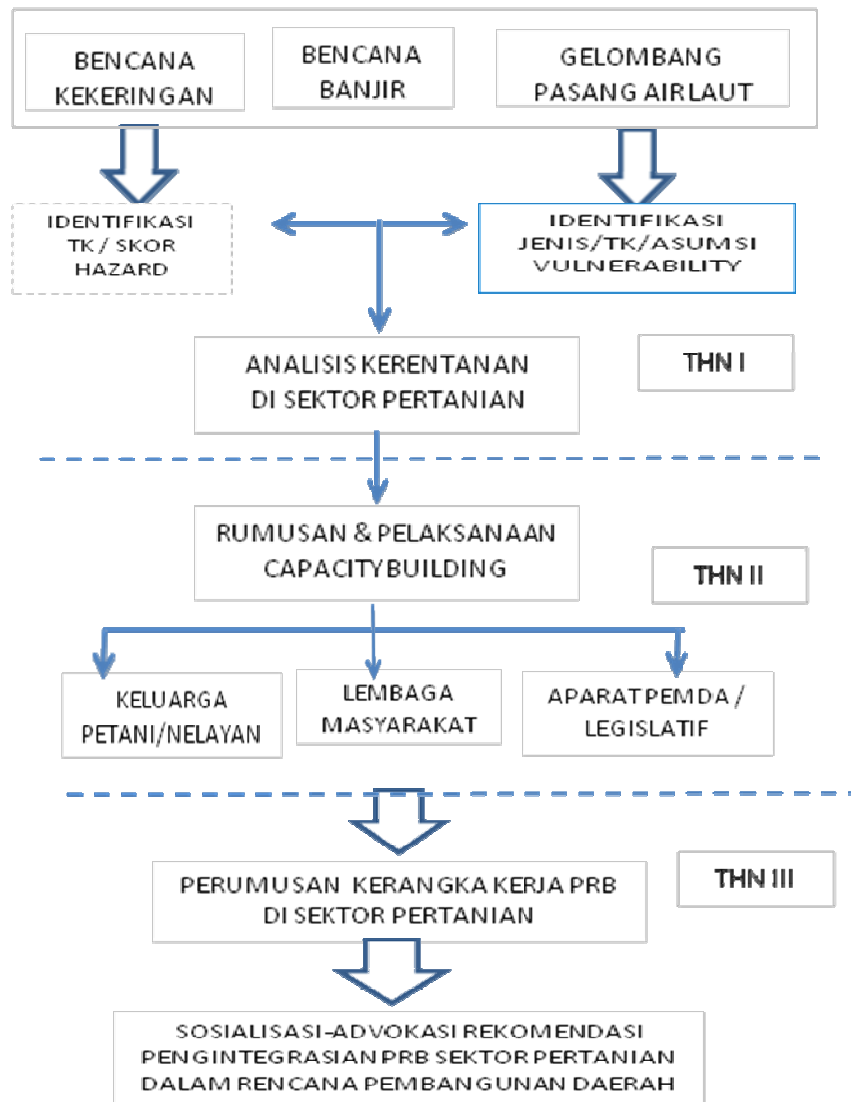 BENCANA
KEKERINGAN
BENCANA
BANJIR
GELOMBANG
PASANG AIRLAUT
IDENTIFIKASI
TK / SKOR
HAZARD
IDENTIFIKASI
JENIS/TK/ASUMSI
VULNERABILITY
ANALISIS KERENTANAN
DI SEKTOR PERTANIAN
THN I
RUMUSAN & PELAKSANAAN
CAPACITYBUILDING
THN II
KELUARGA
PETANI/NELAYAN
LEMBAGA
MASYARAKAT
APARAT PEMDA /
LEGISLATIF
PERUMUSAN KERANGKA KERJA PRB
DI SEKTOR PERTANIAN
THN III
SOSIALISASI-ADVOKASI REKOMENDASI
PENGINTEGRASIAN PRB SEKTOR PERTANIAN
DALAM RENCANA PEMBANGUNAN DAERAH